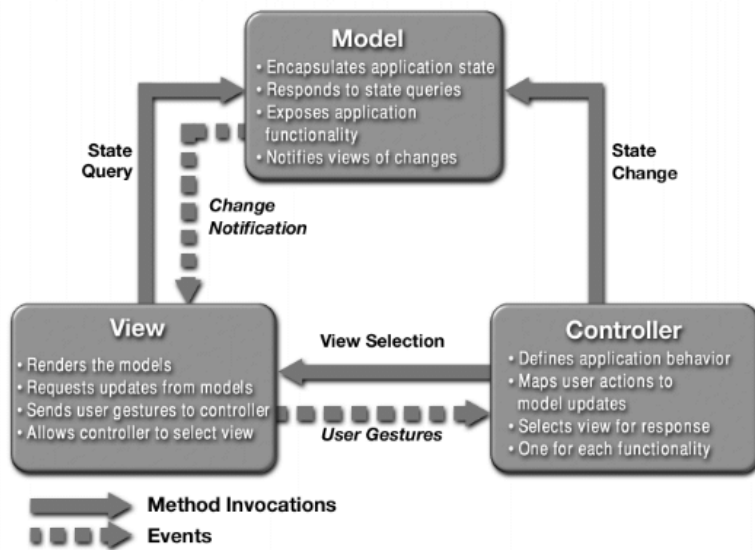 Model
• Encapsulates application state
• Responds to state queries
• Exposes application
functionality
• Notifies views of changes
State
Query
State
Change
Change
Notification
View
• Renders the models
• Requests updates from models
• Sends user gestures to controller
• Allows controller to select view
View Selection
User Gestures
Controller
• Defines application behavior
• Maps user actions to
model updates
• Selects view for response
• One for each functionality
Method Invocations
Events